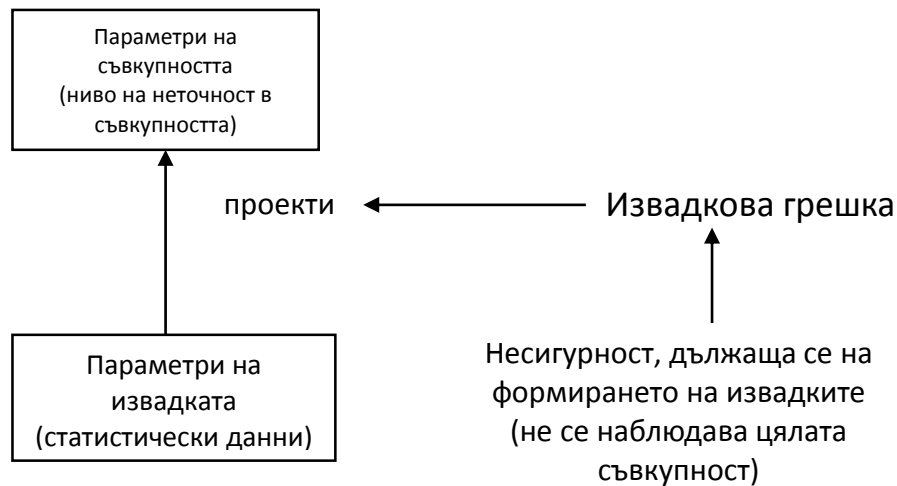 Параметри на
съвкупността
(ниво на неточност в
съвкупността)
проекти
Извадкова грешка
Параметри на
извадката
(статистически данни)
Несигурност, дължаща се на
формирането на извадките
(не се наблюдава цялата
съвкупност)